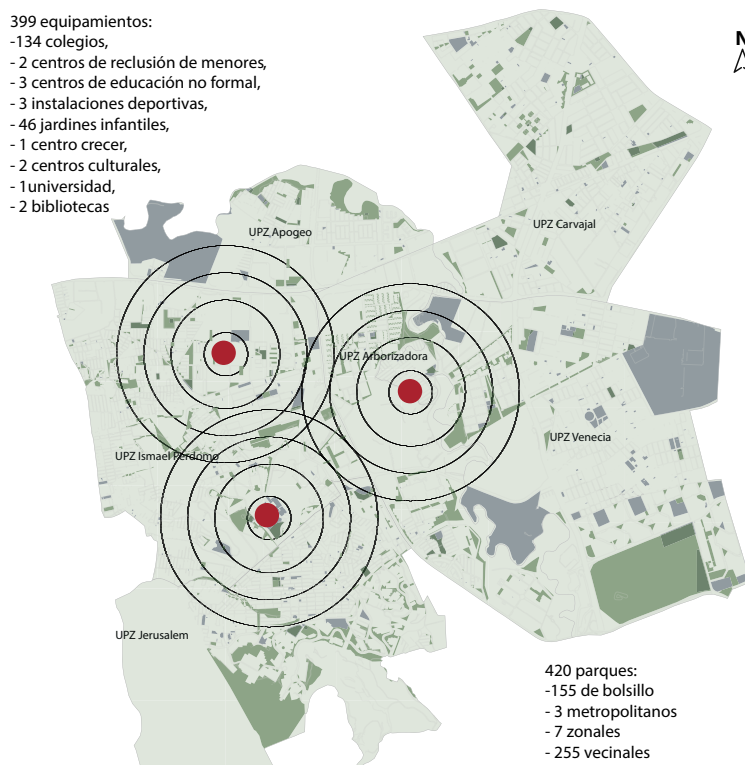 399 equipamientos:
-134 colegios,
- 2 centros de reclusión de menores,
- 3 centros de educación no formal,
- 3 instalaciones deportivas,
- 46 jardines infantiles,
- 1 centro crecer,
- 2 centros culturales,
- 1universidad,
- 2 bibliotecas
N
UPZ Carvajal
UPZ Apogeo
UPZ Arborizadora
UPZ Venecia
UPZ Ismael Perdomo
UPZ Jerusalem
420 parques:
-155 de bolsillo
- 3 metropolitanos
- 7 zonales
- 255 vecinales